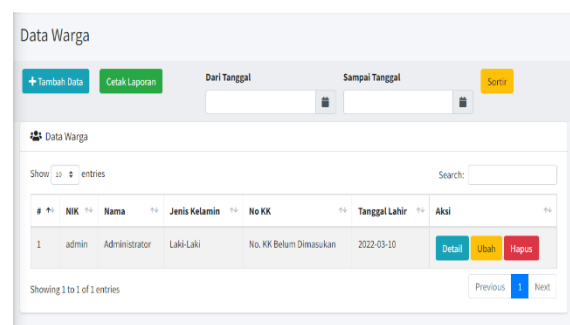 Data Warga
+ Tambah Data Cetak Laporan Dari Tanggal Sampai Tanggal Sortir
Data Warga
Show 10 entries Search:
# NIK Nama Jenis Kelamin No KK Tanggal Lahir Aksi
1 admin Administrator Laki-Laki No. KK Belum Dimasukan 2022-03-10 Detail Ubah Hapus
Showing 1 to 1 of 1 entries Previous 1 Next